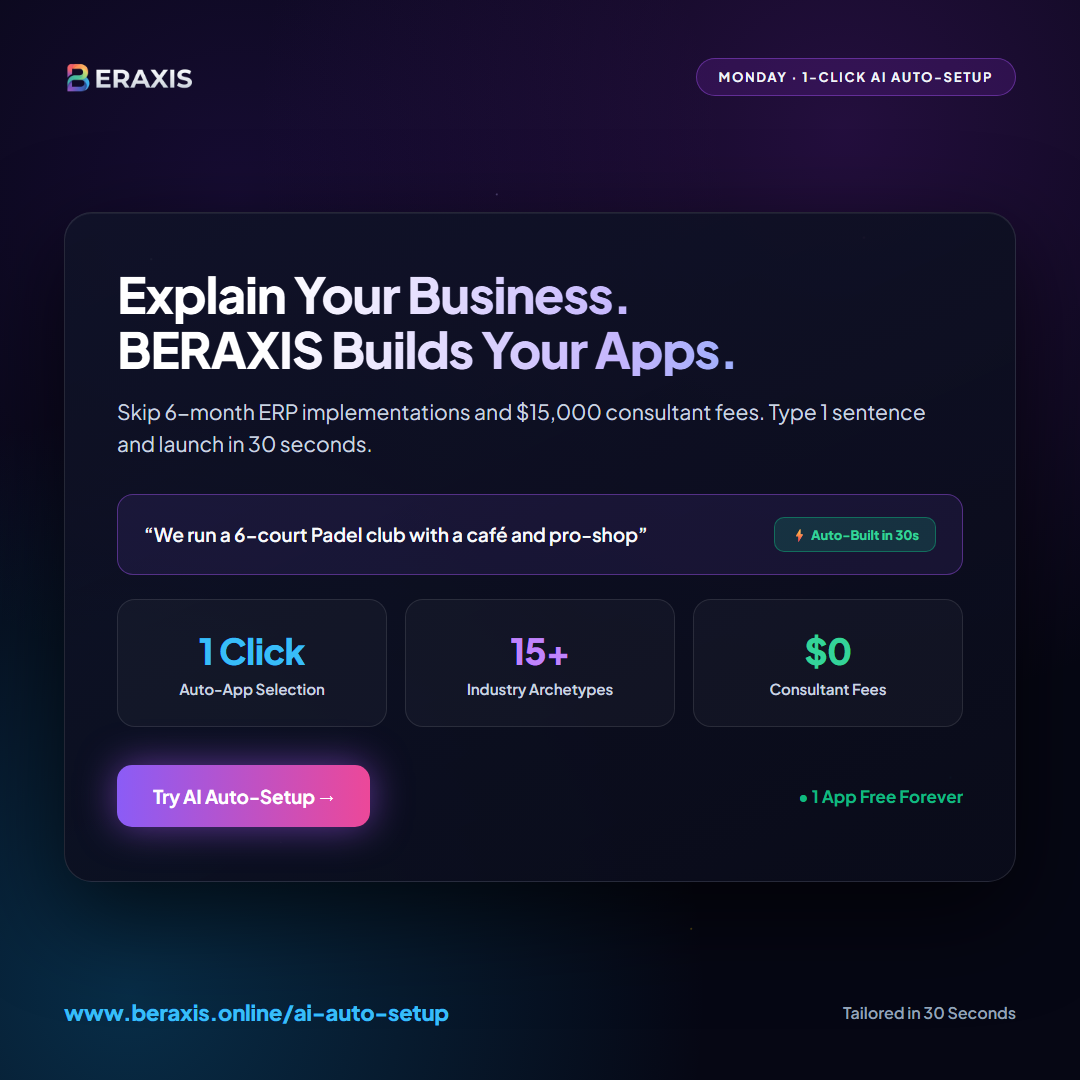 BERAXIS
MONDAY · 1-CLICK AI AUTO-SETUP
Explain Your Business.
BERAXIS Builds Your Apps.
Skip 6-month ERP implementations and $15,000 consultant fees. Type 1 sentence
and launch in 30 seconds.
“We run a 6-court Padel club with a café and pro-shop”
⚡ Auto-Built in 30s
1 Click
Auto-App Selection
15+
Industry Archetypes
$0
Consultant Fees
Try AI Auto-Setup →
● 1 App Free Forever
www.beraxis.online/ai-auto-setup
Tailored in 30 Seconds